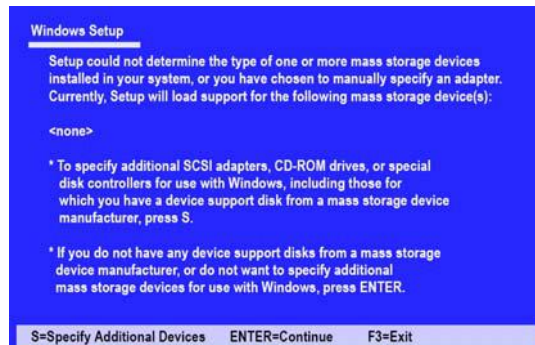 Windows Setup
Setup could not determine the type of one or more mass storage devices
installed in your system, or you have chosen to manually specify an adapter.
Currently, Setup will load support for the following mass storage device(s):
<none>
* To specify additional SCSI adapters, CD-ROM drives, or special
disk controllers for use with Windows, including those for
which you have a device support disk from a mass storage device
manufacturer, press S.
* If you do not have any device support disks from a mass storage
device manufacturer, or do not want to specify additional
mass storage devices for use with Windows, press ENTER.
S=Specify Additional Devices ENTER=Continue F3=Exit